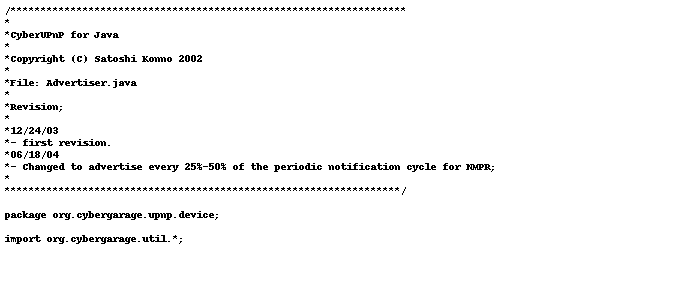 /******************************************************************
*
*CyberUPnP for Java
*
*Copyright (C) Satoshi Konno 2002
*
*File: Advertiser.java
*
*Revision;
*
*12/24/03
*- first revision.
*06/18/04
*- Changed to advertise every 25%-50% of the periodic notification cycle for NMPR;
*
******************************************************************/
package org.cybergarage.upnp.device;
import org.cybergarage.util.*;